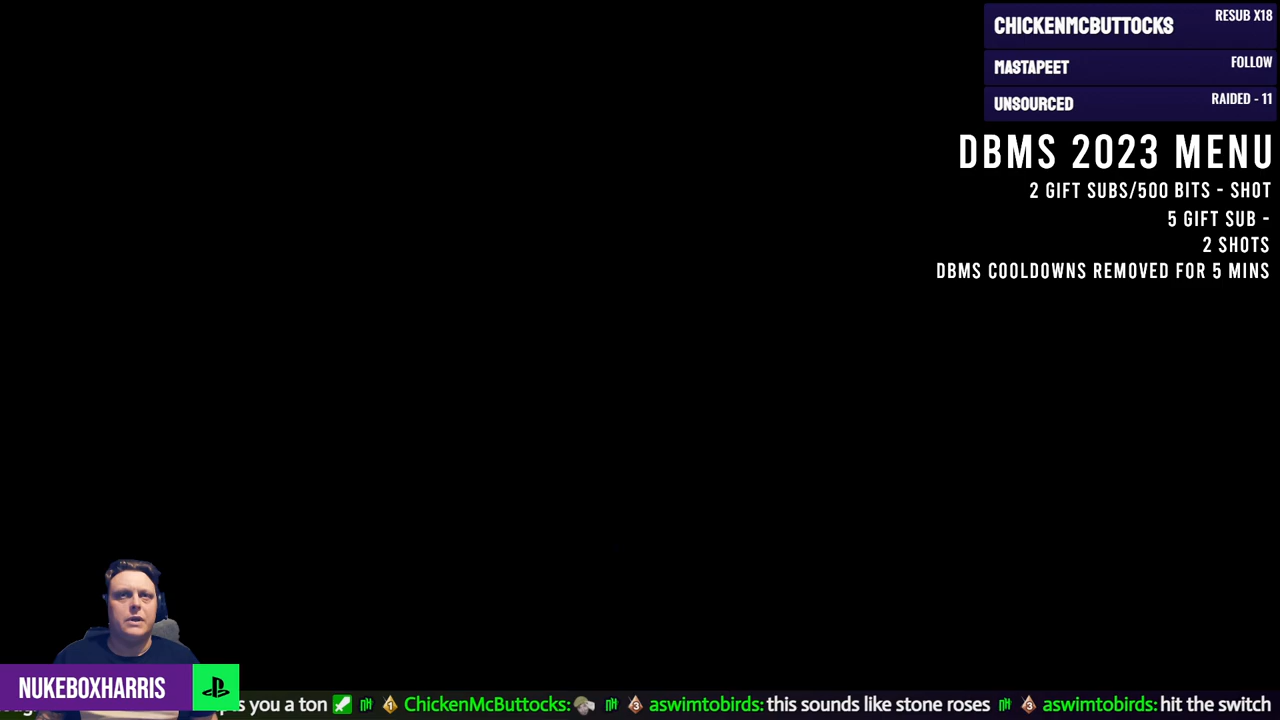 CHICKENMCBUTTOCKS RESUB X18
MASTAPEET FOLLOW
UNSOURCED RAIDED - 11
DBMS 2023 MENU
2 GIFT SUBS/500 BITS - SHOT
5 GIFT SUB -
2 SHOTS
DBMS COOLDOWNS REMOVED FOR 5 MINS
NUKEBOXHARRIS
you a ton ChickenMcButtocks: aswimtobirds: this sounds like stone roses aswimtobirds: hit the switch